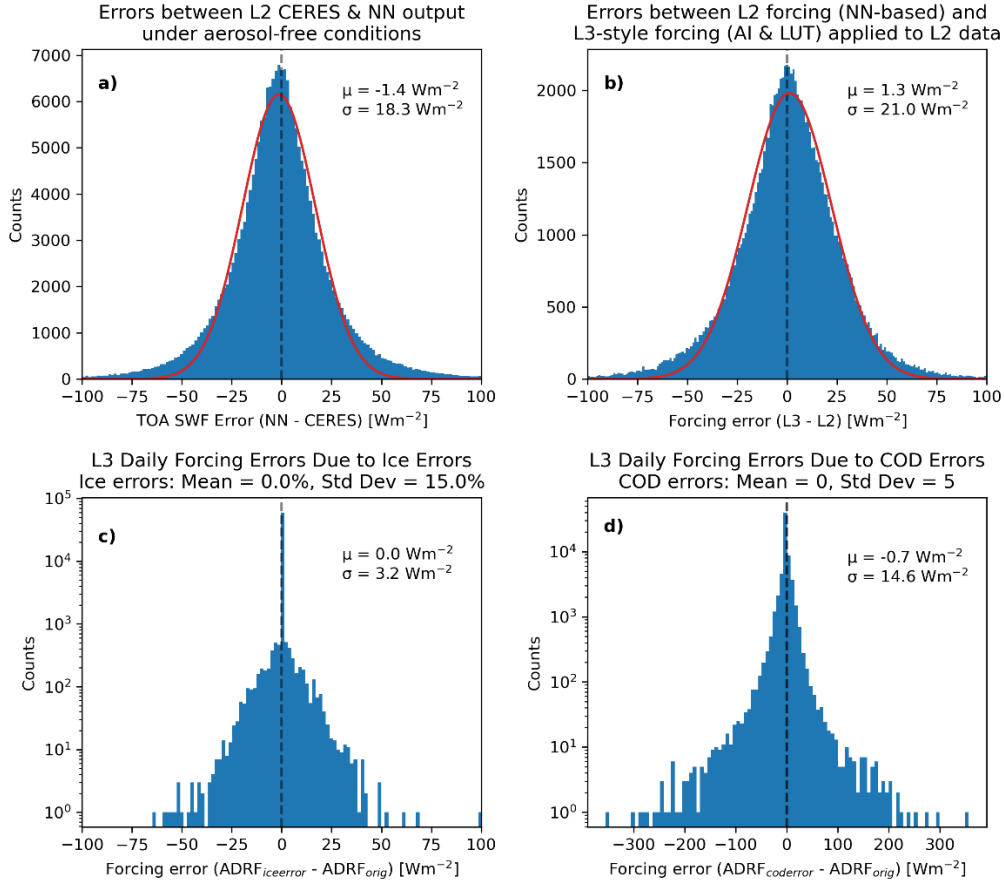 Errors between L2 CERES & NN output
under aerosol-free conditions
a)
μ = -1.4 Wm⁻²
σ = 18.3 Wm⁻²
7000
6000
5000
4000
3000
2000
1000
0
Counts
−100 −75 −50 −25 0 25 50 75 100
TOA SWF Error (NN - CERES) [Wm⁻²]
Errors between L2 forcing (NN-based) and
L3-style forcing (AI & LUT) applied to L2 data
b)
μ = 1.3 Wm⁻²
σ = 21.0 Wm⁻²
2000
1500
1000
500
0
Counts
−100 −75 −50 −25 0 25 50 75 100
Forcing error (L3 - L2) [Wm⁻²]
L3 Daily Forcing Errors Due to Ice Errors
Ice errors: Mean = 0.0%, Std Dev = 15.0%
c)
μ = 0.0 Wm⁻²
σ = 3.2 Wm⁻²
10⁵
10⁴
10³
10²
10¹
10⁰
Counts
−100 −75 −50 −25 0 25 50 75 100
Forcing error (ADRF_iceerror - ADRF_orig) [Wm⁻²]
L3 Daily Forcing Errors Due to COD Errors
COD errors: Mean = 0, Std Dev = 5
d)
μ = -0.7 Wm⁻²
σ = 14.6 Wm⁻²
10⁴
10³
10²
10¹
10⁰
Counts
−300 −200 −100 0 100 200 300
Forcing error (ADRF_coderror - ADRF_orig) [Wm⁻²]